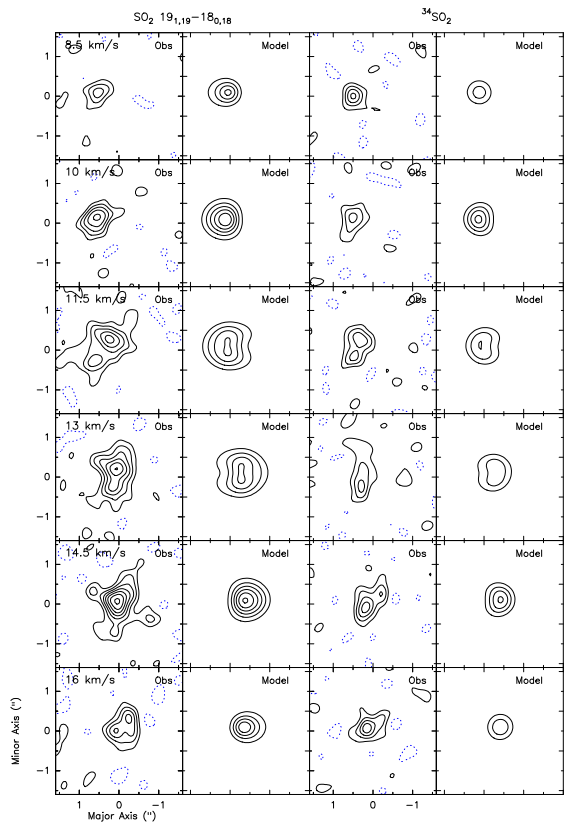 SO2 191,19−180,18 34SO2
8.5 km/s Obs Model Obs Model
1
0
−1
10 km/s Obs Model Obs Model
1
0
−1
11.5 km/s Obs Model Obs Model
1
0
−1
13 km/s Obs Model Obs Model
1
0
−1
14.5 km/s Obs Model Obs Model
1
0
−1
16 km/s Obs Model Obs Model
1
0
−1
Minor Axis (")
1 0 −1 1 0 −1
Major Axis (")